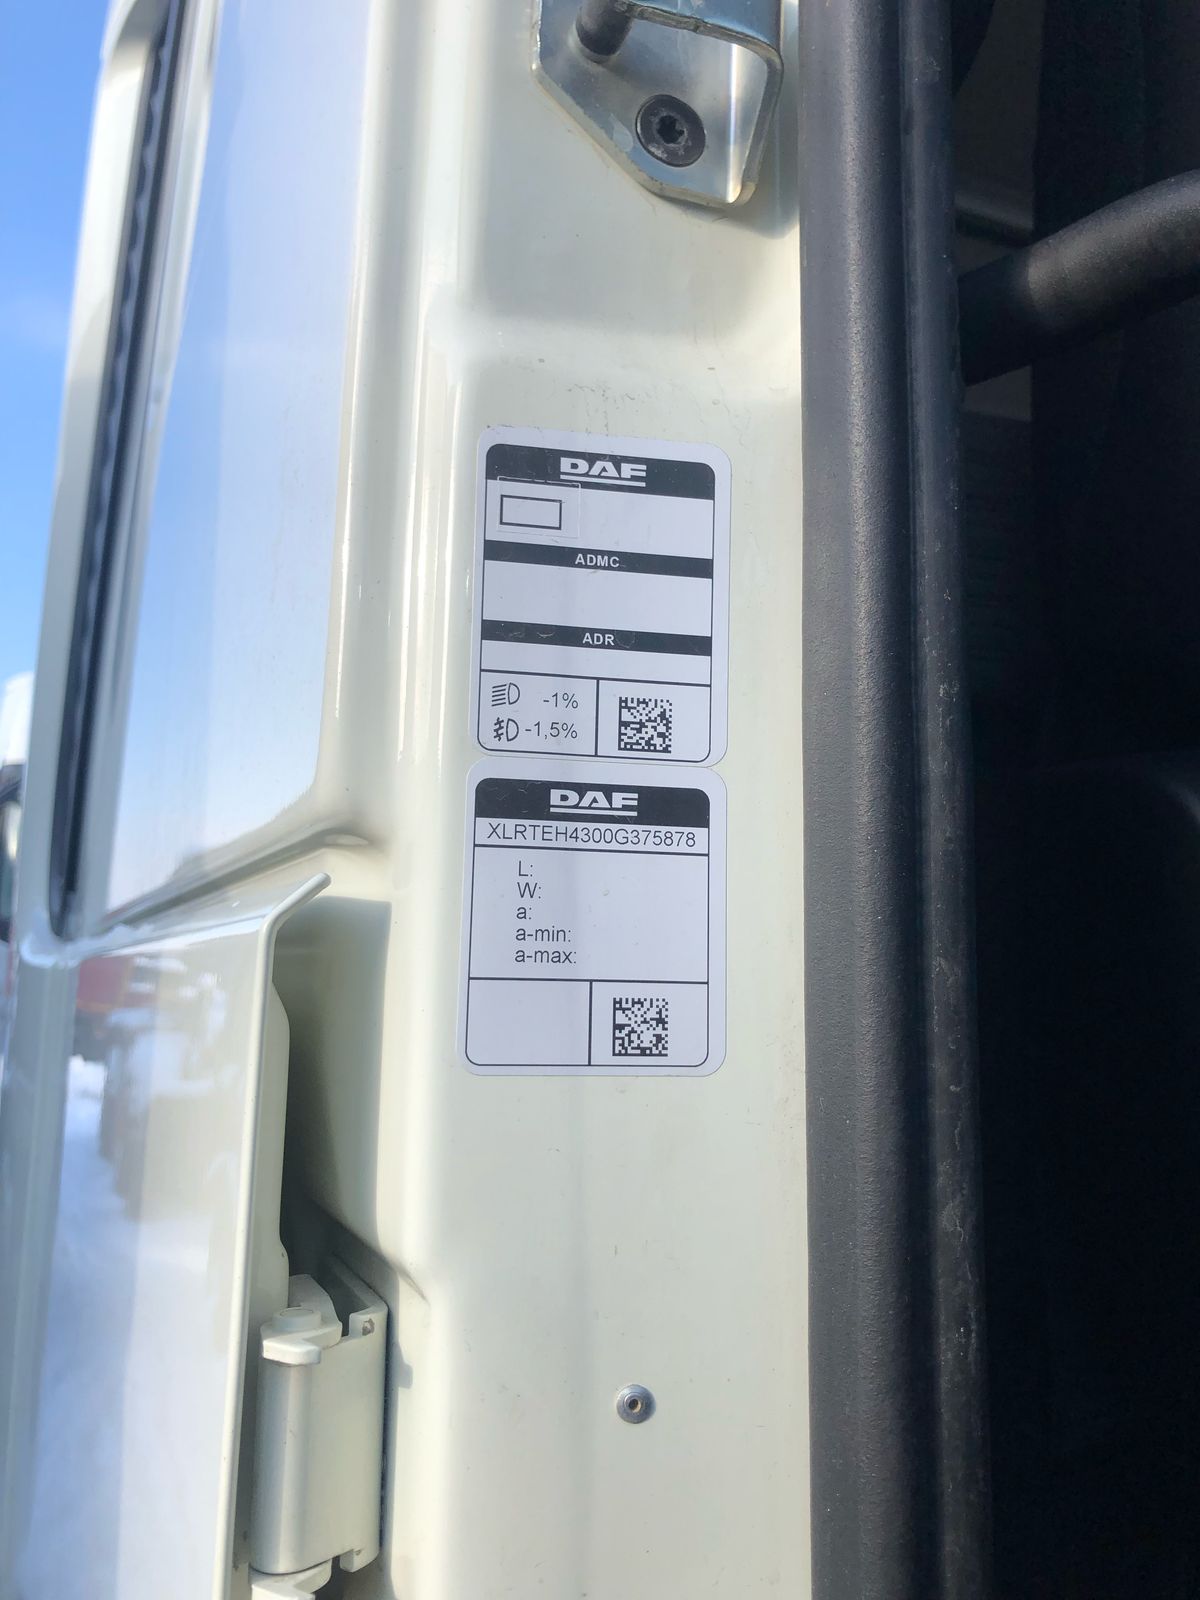 DAF
ADMC
ADR
-1%
-1,5%
DAF
XLRTEH4300G375878
L:
W:
a:
a-min:
a-max: